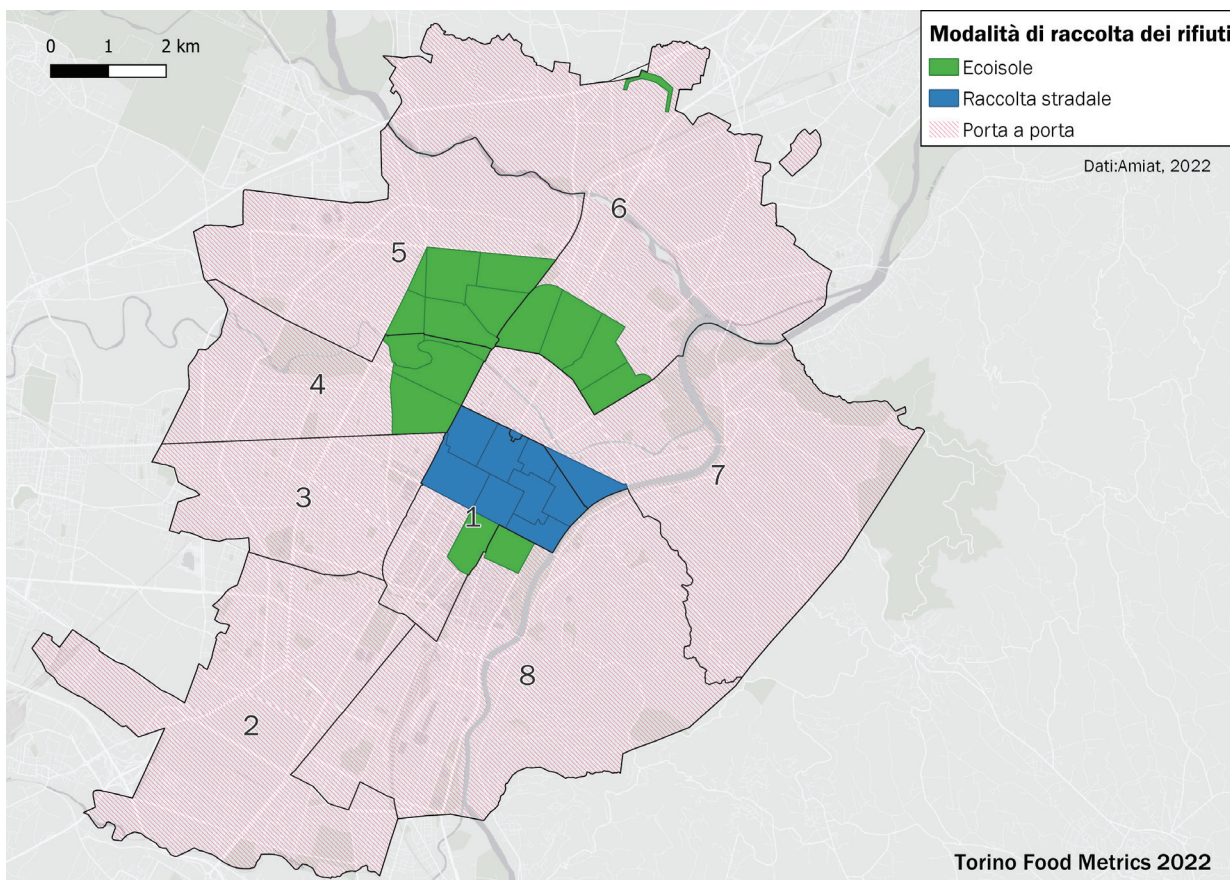 0 1 2 km
Modalità di raccolta dei rifiuti
Ecoisole
Raccolta stradale
Porta a porta
Dati:Amiat, 2022
6
5
4
7
3
1
8
2
Torino Food Metrics 2022